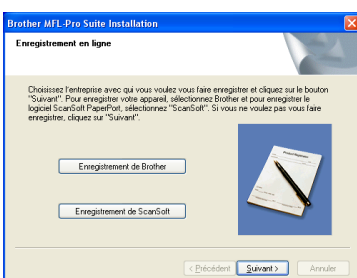 Brother MFL-Pro Suite Installation
Enregistrement en ligne
Choisissez l'entreprise avec qui vous voulez vous faire enregistrer et cliquez sur le bouton
"Suivant". Pour enregistrer votre appareil, sélectionnez Brother et pour enregistrer le
logiciel ScanSoft PaperPort, sélectionnez "ScanSoft". Si vous ne voulez pas vous faire
enregistrer, cliquez sur "Suivant".
Product Registration
Enregistrement de Brother
Enregistrement de ScanSoft
< Précédent
Suivant >
Annuler